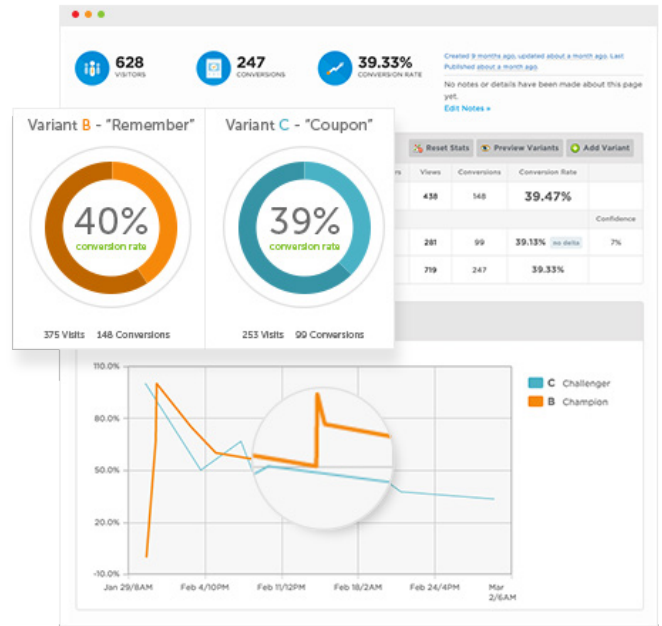 628
VISITORS
247
CONVERSIONS
39.33%
CONVERSION RATE
Created 9 months ago, updated about a month ago. Last
Published about a month ago.
No notes or details have been made about this page
yet.
Edit Notes »
Variant B - "Remember"
40%
conversion rate
375 Visits 148 Conversions
Variant C - "Coupon"
39%
conversion rate
253 Visits 99 Conversions
Reset Stats Preview Variants Add Variant
Views Conversions Conversion Rate
438 148 39.47%
Confidence
281 99 39.13% no delta 7%
719 247 39.33%
110.0%
80.0%
50.0%
20.0%
-10.0%
Jan 29/8AM Feb 4/10PM Feb 11/12PM Feb 18/2AM Feb 24/4PM Mar
2/6AM
C Challenger
B Champion